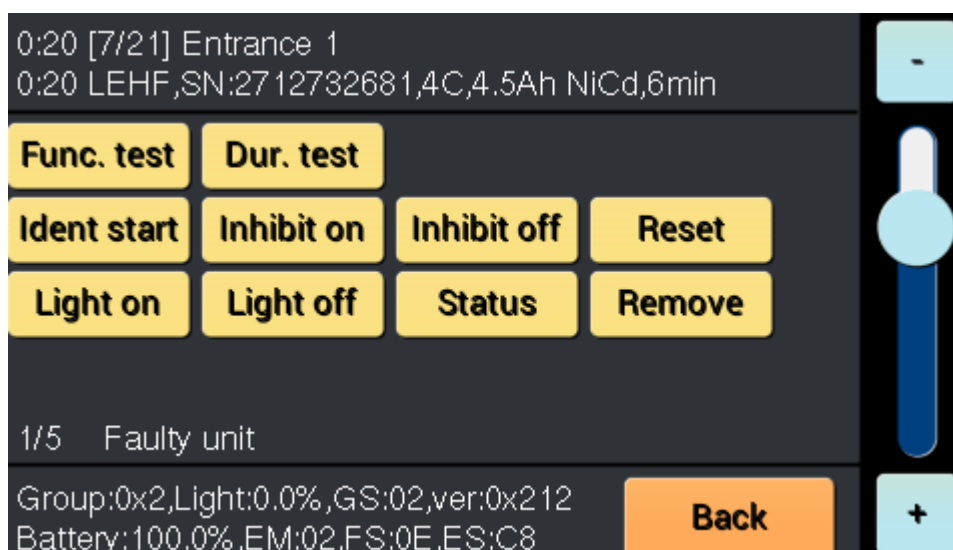 0:20 [7/21] Entrance 1
0:20 LEHF,SN:2712732681,4C,4.5Ah NiCd,6min
-
Func. test Dur. test
Ident start Inhibit on Inhibit off Reset
Light on Light off Status Remove
1/5 Faulty unit
Group:0x2,Light:0.0%,GS:02,ver:0x212
Battery:100.0%,EM:02,FS:0E,ES:C8
Back
+